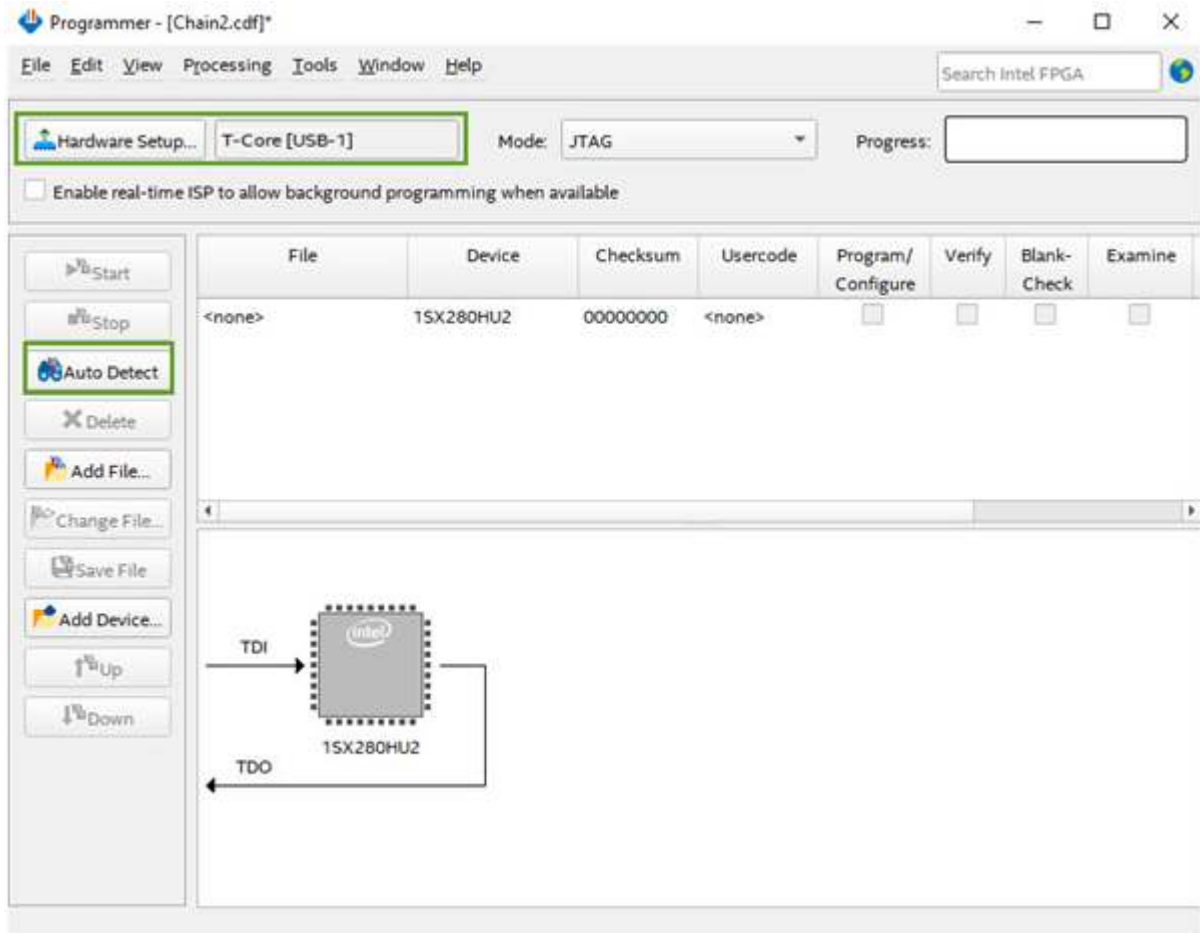 Programmer - [Chain2.cdf]*
File Edit View Processing Tools Window Help
Search Intel FPGA
Hardware Setup... T-Core [USB-1] Mode: JTAG Progress:
Enable real-time ISP to allow background programming when available
File Device Checksum Usercode Program/ Verify Blank- Examine
Configure Check
<none> 1SX280HU2 00000000 <none>
Start
Stop
Auto Detect
Delete
Add File...
Change File...
Save File
Add Device...
Up
Down
TDI
intel
1SX280HU2
TDO